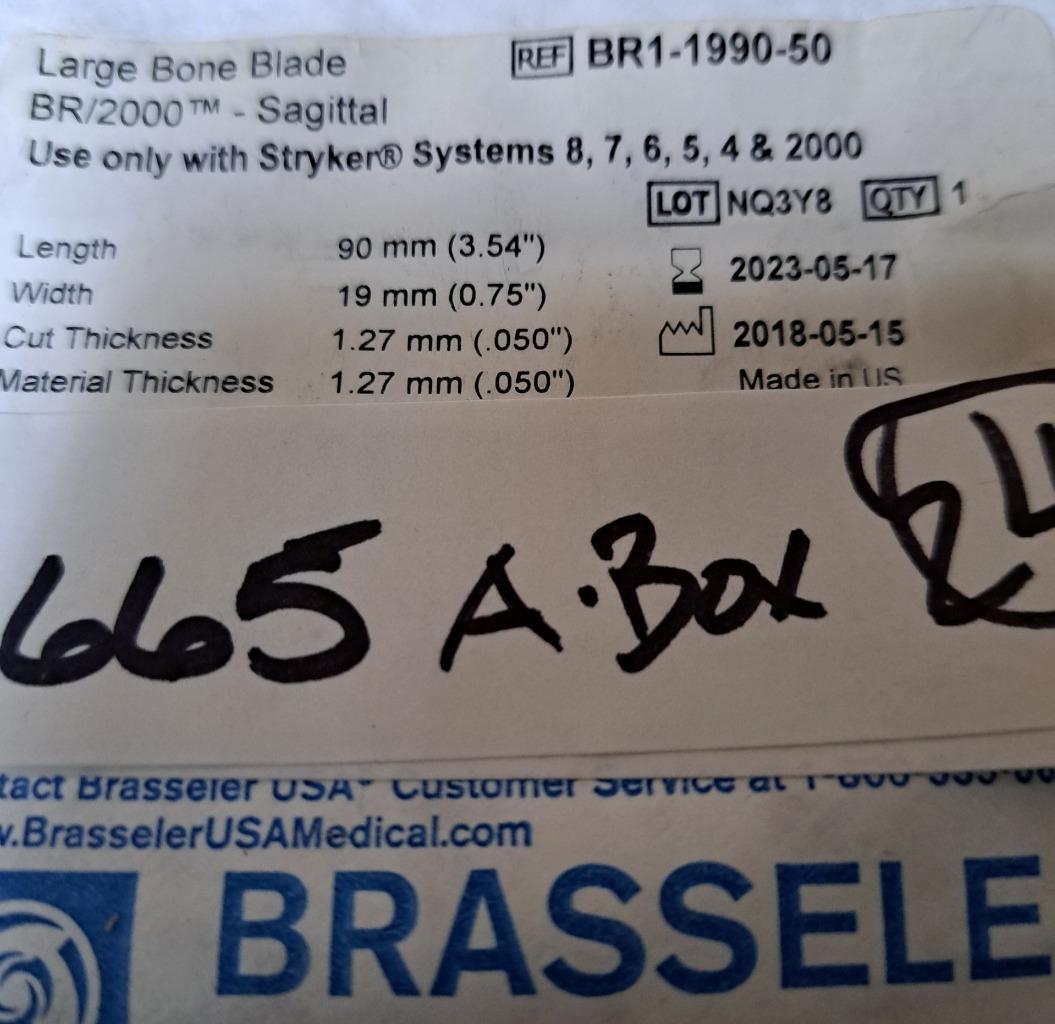 Large Bone Blade REF BR1-1990-50
BR/2000™ - Sagittal
Use only with Stryker® Systems 8, 7, 6, 5, 4 & 2000
LOT NQ3Y8 QTY 1
Length 90 mm (3.54") 2023-05-17
Width 19 mm (0.75")
Cut Thickness 1.27 mm (.050") 2018-05-15
Material Thickness 1.27 mm (.050") Made in US
665 A. Box
tact Brasseler USA® Customer Service at
w.BrasselerUSAMedical.com
BRASSELE